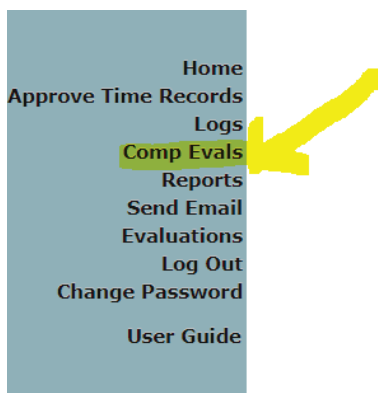 Home
Approve Time Records
Logs
Comp Evals
Reports
Send Email
Evaluations
Log Out
Change Password
User Guide